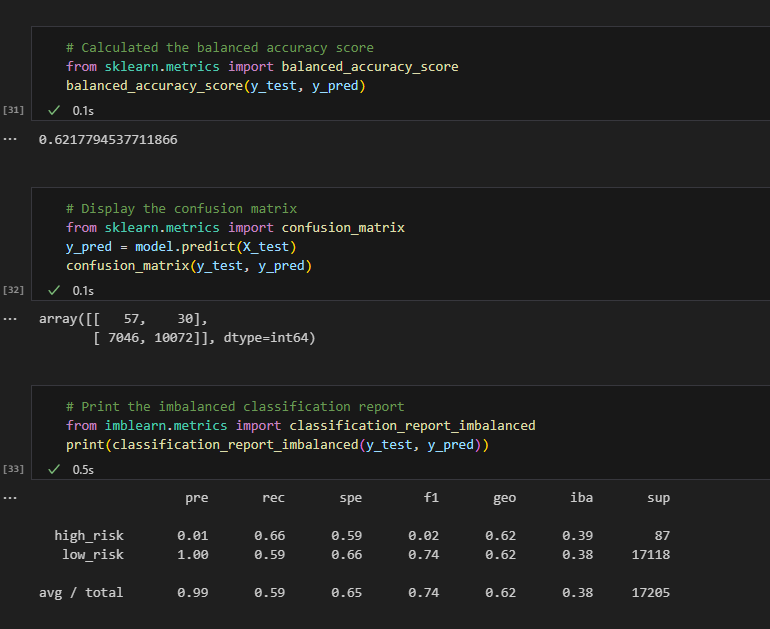 # Calculated the balanced accuracy score
from sklearn.metrics import balanced_accuracy_score
balanced_accuracy_score(y_test, y_pred)
[31] ✓ 0.1s
... 0.6217794537711866
# Display the confusion matrix
from sklearn.metrics import confusion_matrix
y_pred = model.predict(X_test)
confusion_matrix(y_test, y_pred)
[32] ✓ 0.1s
... array([[   57,    30],
       [ 7046, 10072]], dtype=int64)
# Print the imbalanced classification report
from imblearn.metrics import classification_report_imbalanced
print(classification_report_imbalanced(y_test, y_pred))
[33] ✓ 0.5s
... pre rec spe f1 geo iba sup
high_risk 0.01 0.66 0.59 0.02 0.62 0.39 87
low_risk 1.00 0.59 0.66 0.74 0.62 0.38 17118
avg / total 0.99 0.59 0.65 0.74 0.62 0.38 17205